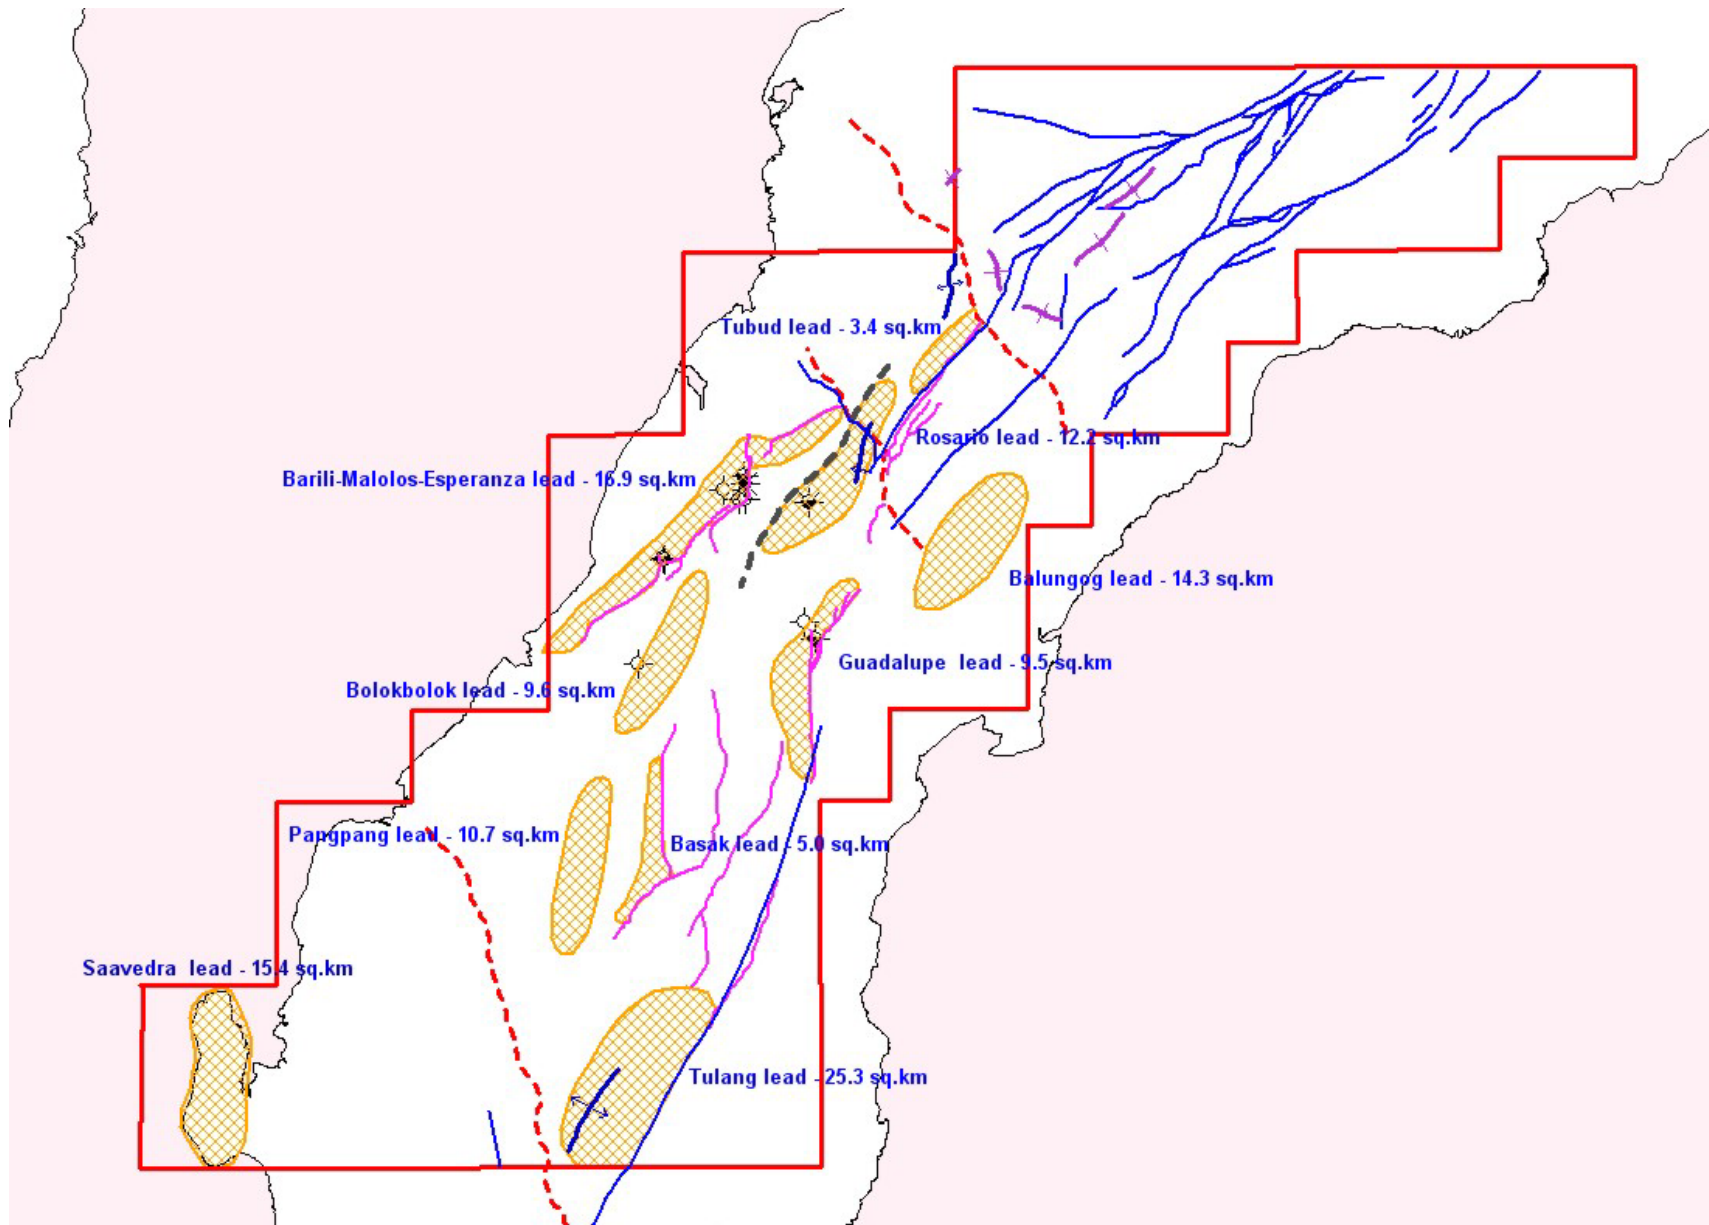 Tubud lead - 3.4 sq.km
Rosario lead - 12.2 sq.km
Barili-Malolos-Esperanza lead - 16.9 sq.km
Balungog lead - 14.3 sq.km
Guadalupe lead - 9.5 sq.km
Bolokbolok lead - 9.6 sq.km
Pangpang lead - 10.7 sq.km
Basak lead - 5.0 sq.km
Saavedra lead - 15.4 sq.km
Tulang lead - 25.3 sq.km